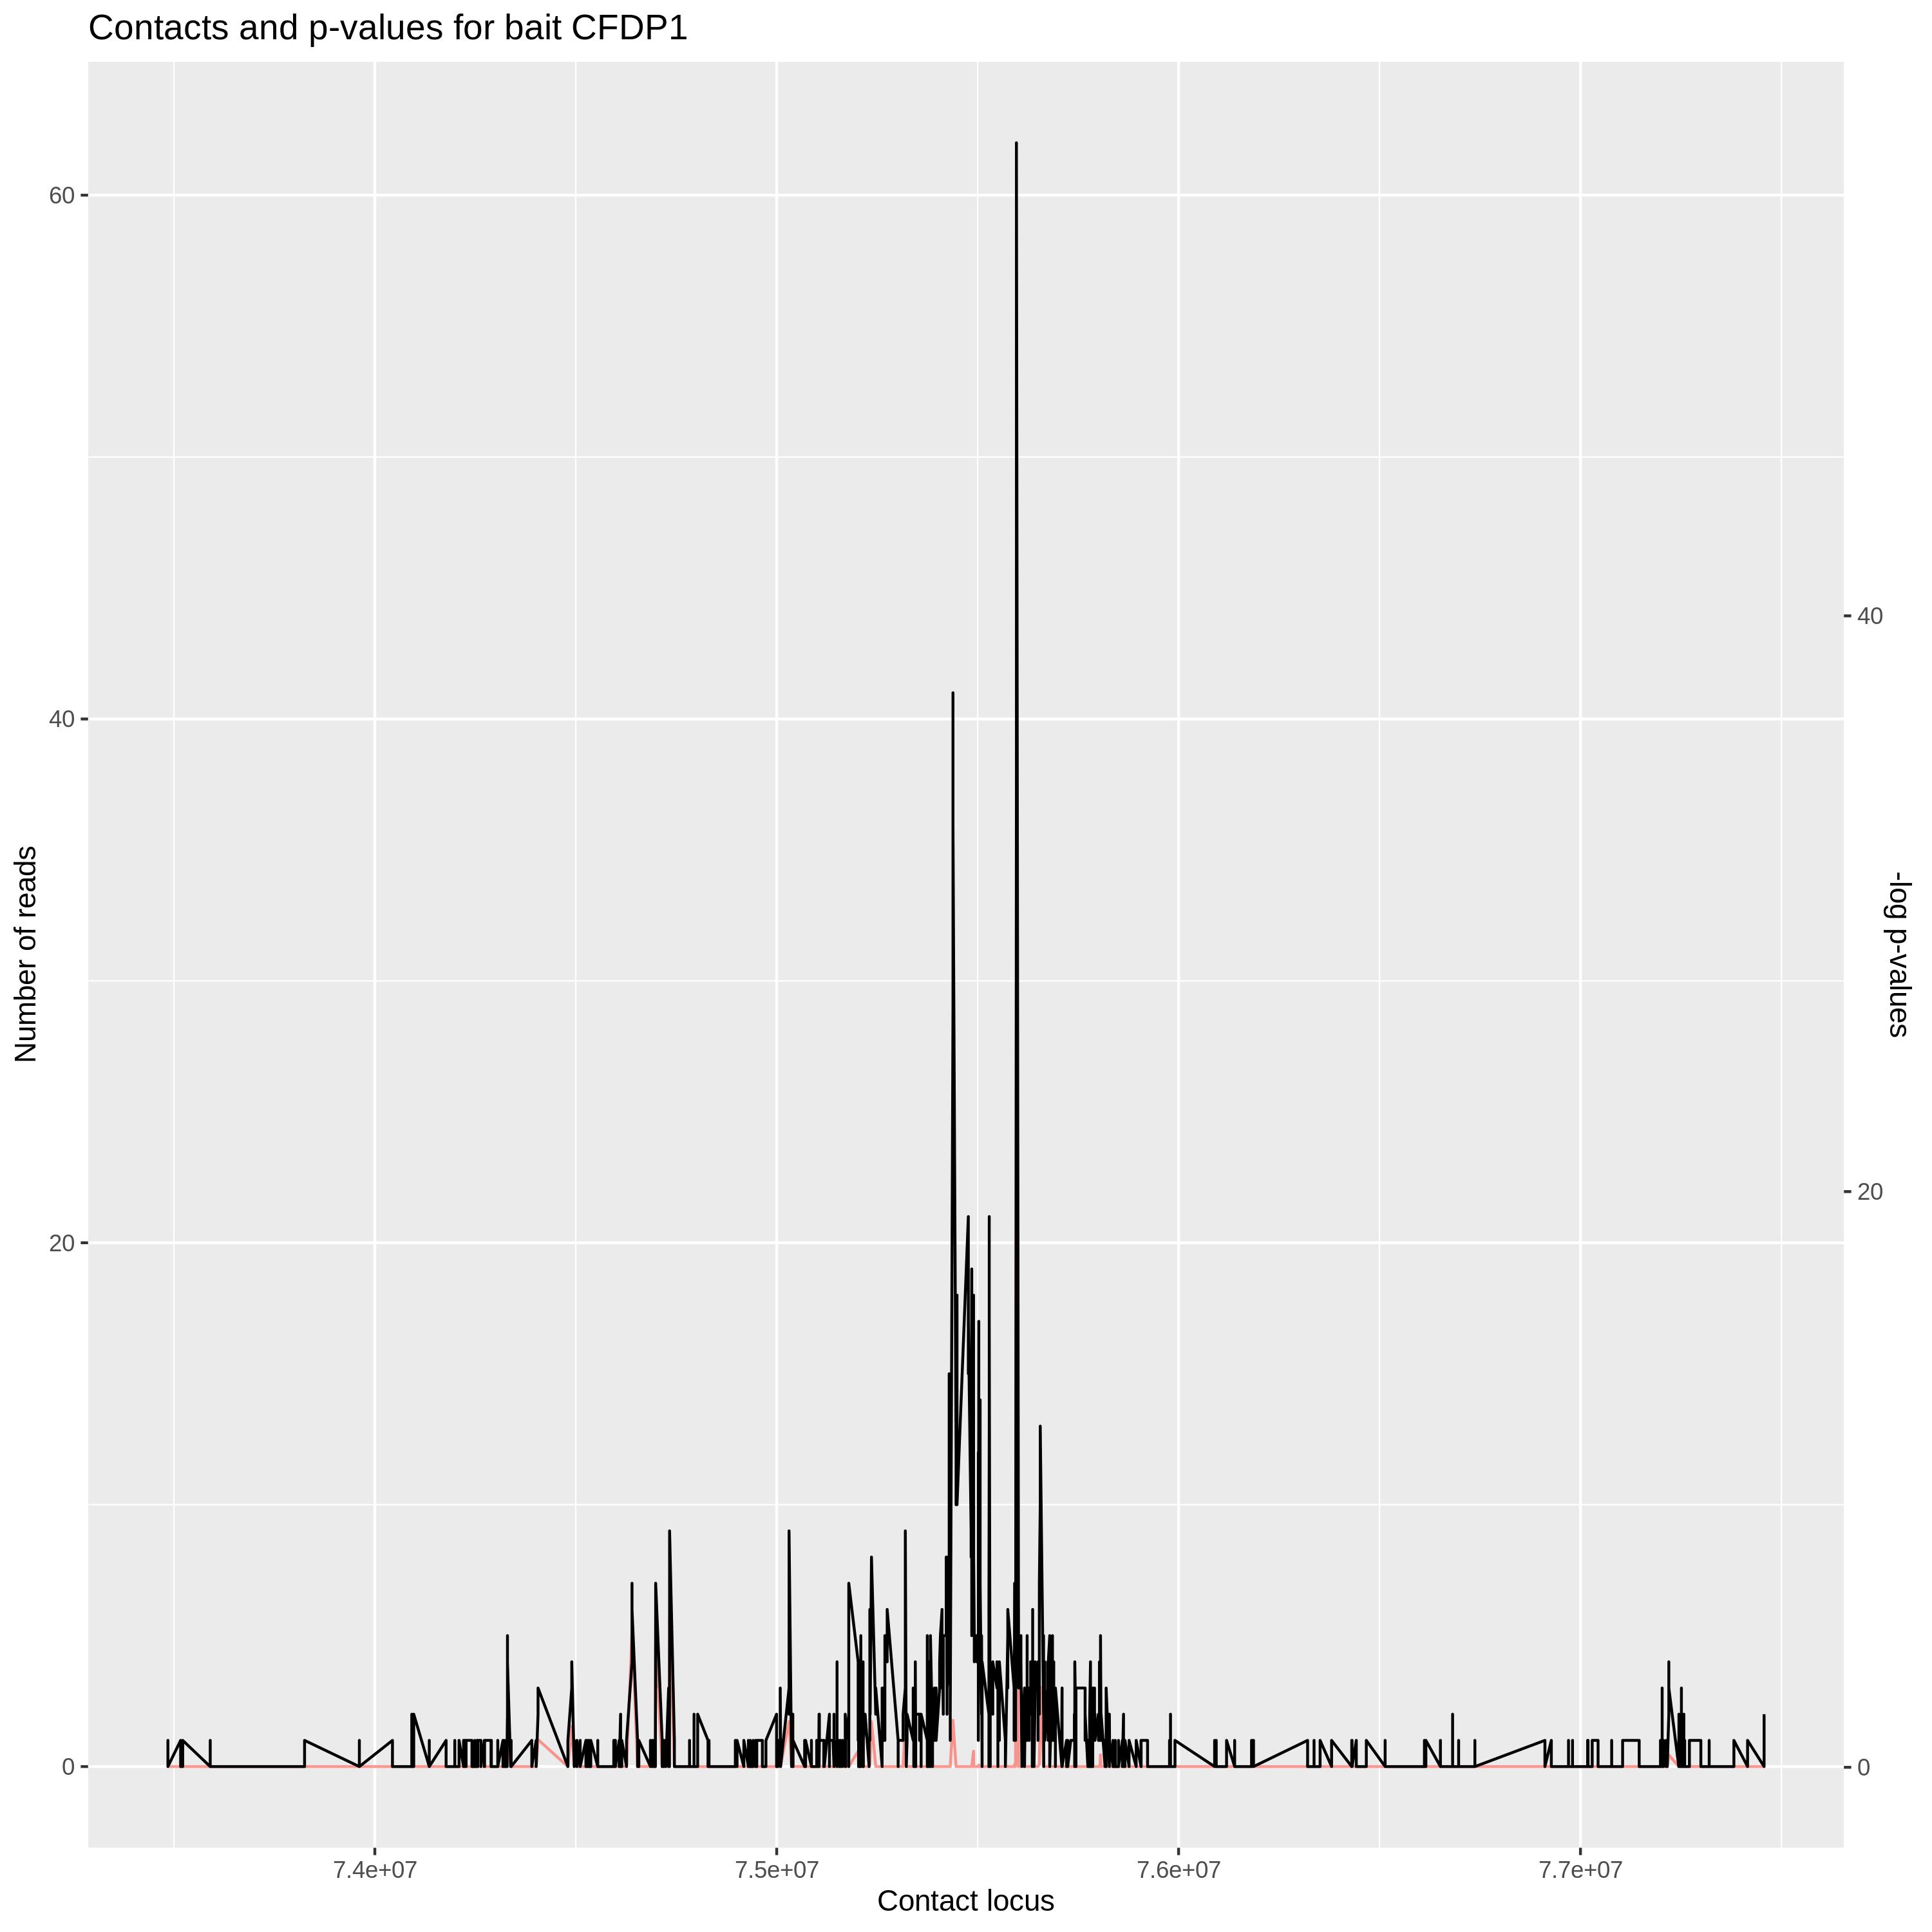 Contacts and p-values for bait CFDP1
60
40
20
0
Number of reads
40
20
0
-log p-values
7.4e+07
7.5e+07
7.6e+07
7.7e+07
Contact locus